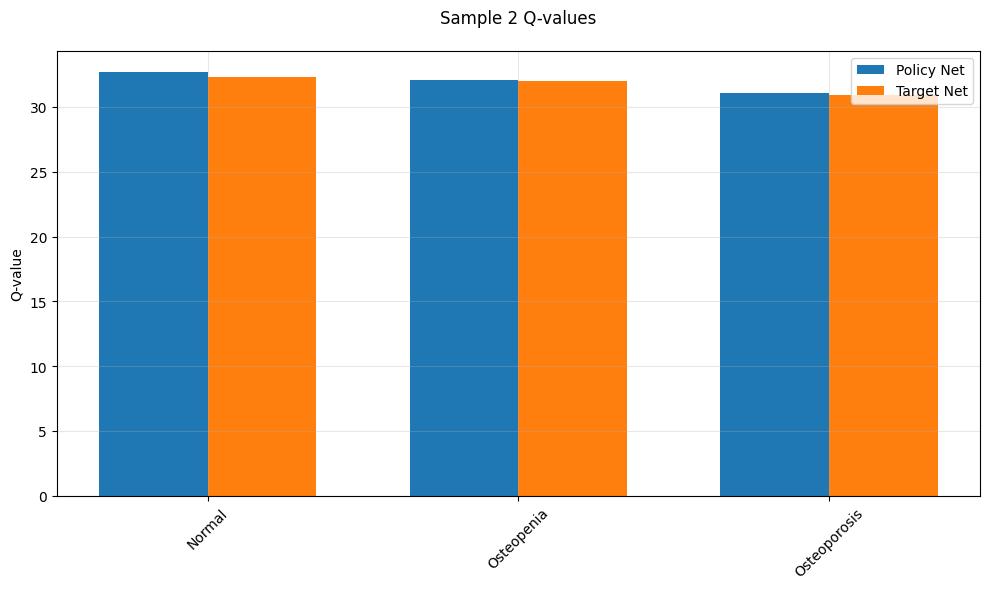 Sample 2 Q-values
Policy Net
Target Net
Q-value
30
25
20
15
10
5
0
Normal
Osteopenia
Osteoporosis